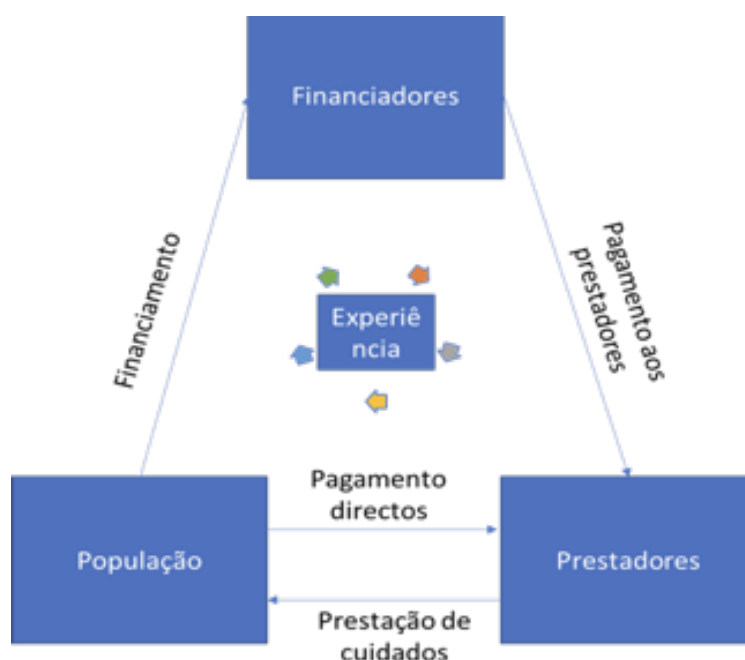 Financiadores
Financiamento
Pagamento aos
prestadores
Experiê
ncia
Pagamento
directos
População
Prestadores
Prestação de
cuidados